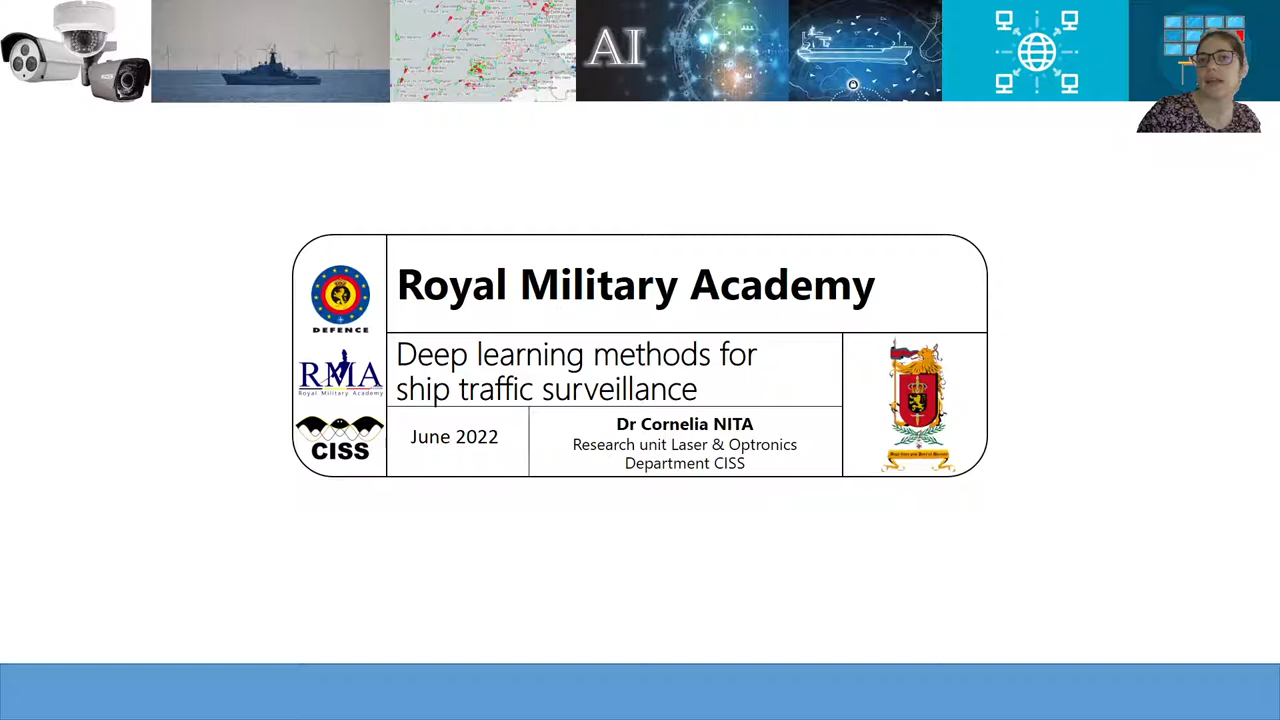 AI
Royal Military Academy
DEFENCE
Deep learning methods for
ship traffic surveillance
RMA
Royal Military Academy
June 2022
Dr Cornelia NITA
Research unit Laser & Optronics
Department CISS
CISS